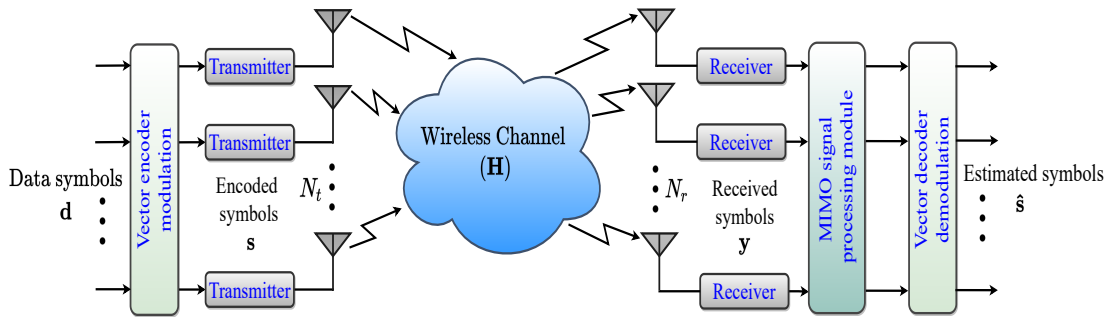 Data symbols
d
Vector encoder
modulation
Transmitter
Transmitter
Transmitter
Encoded
symbols
s
N_t
Wireless Channel
(H)
N_r
Receiver
Receiver
Receiver
Received
symbols
y
MIMO signal
processing module
Vector decoder
demodulation
Estimated symbols
ŝ